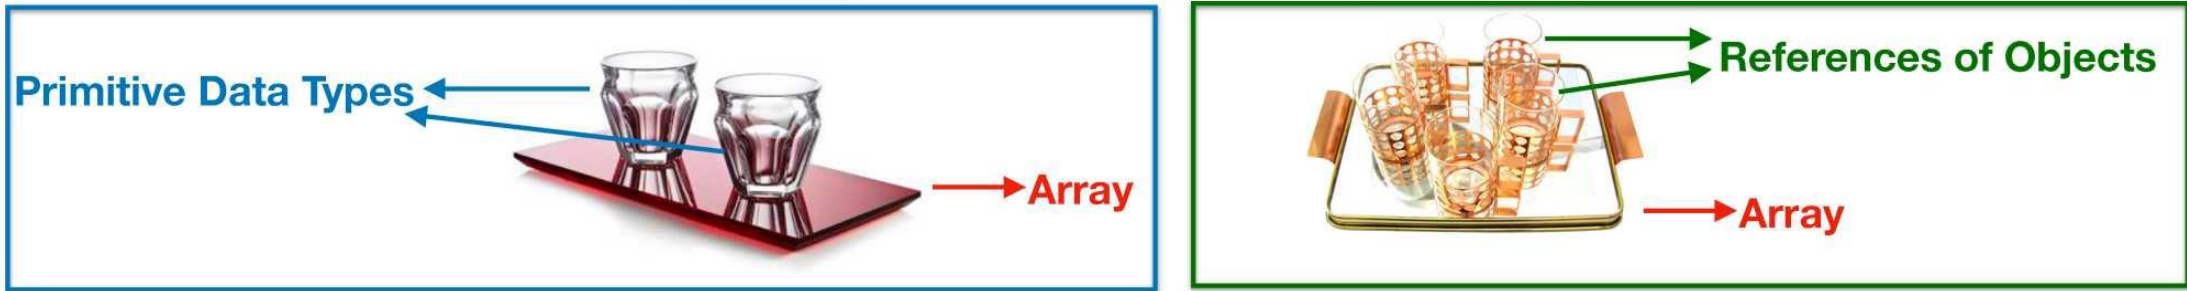 Primitive Data Types
Array
References of Objects
Array